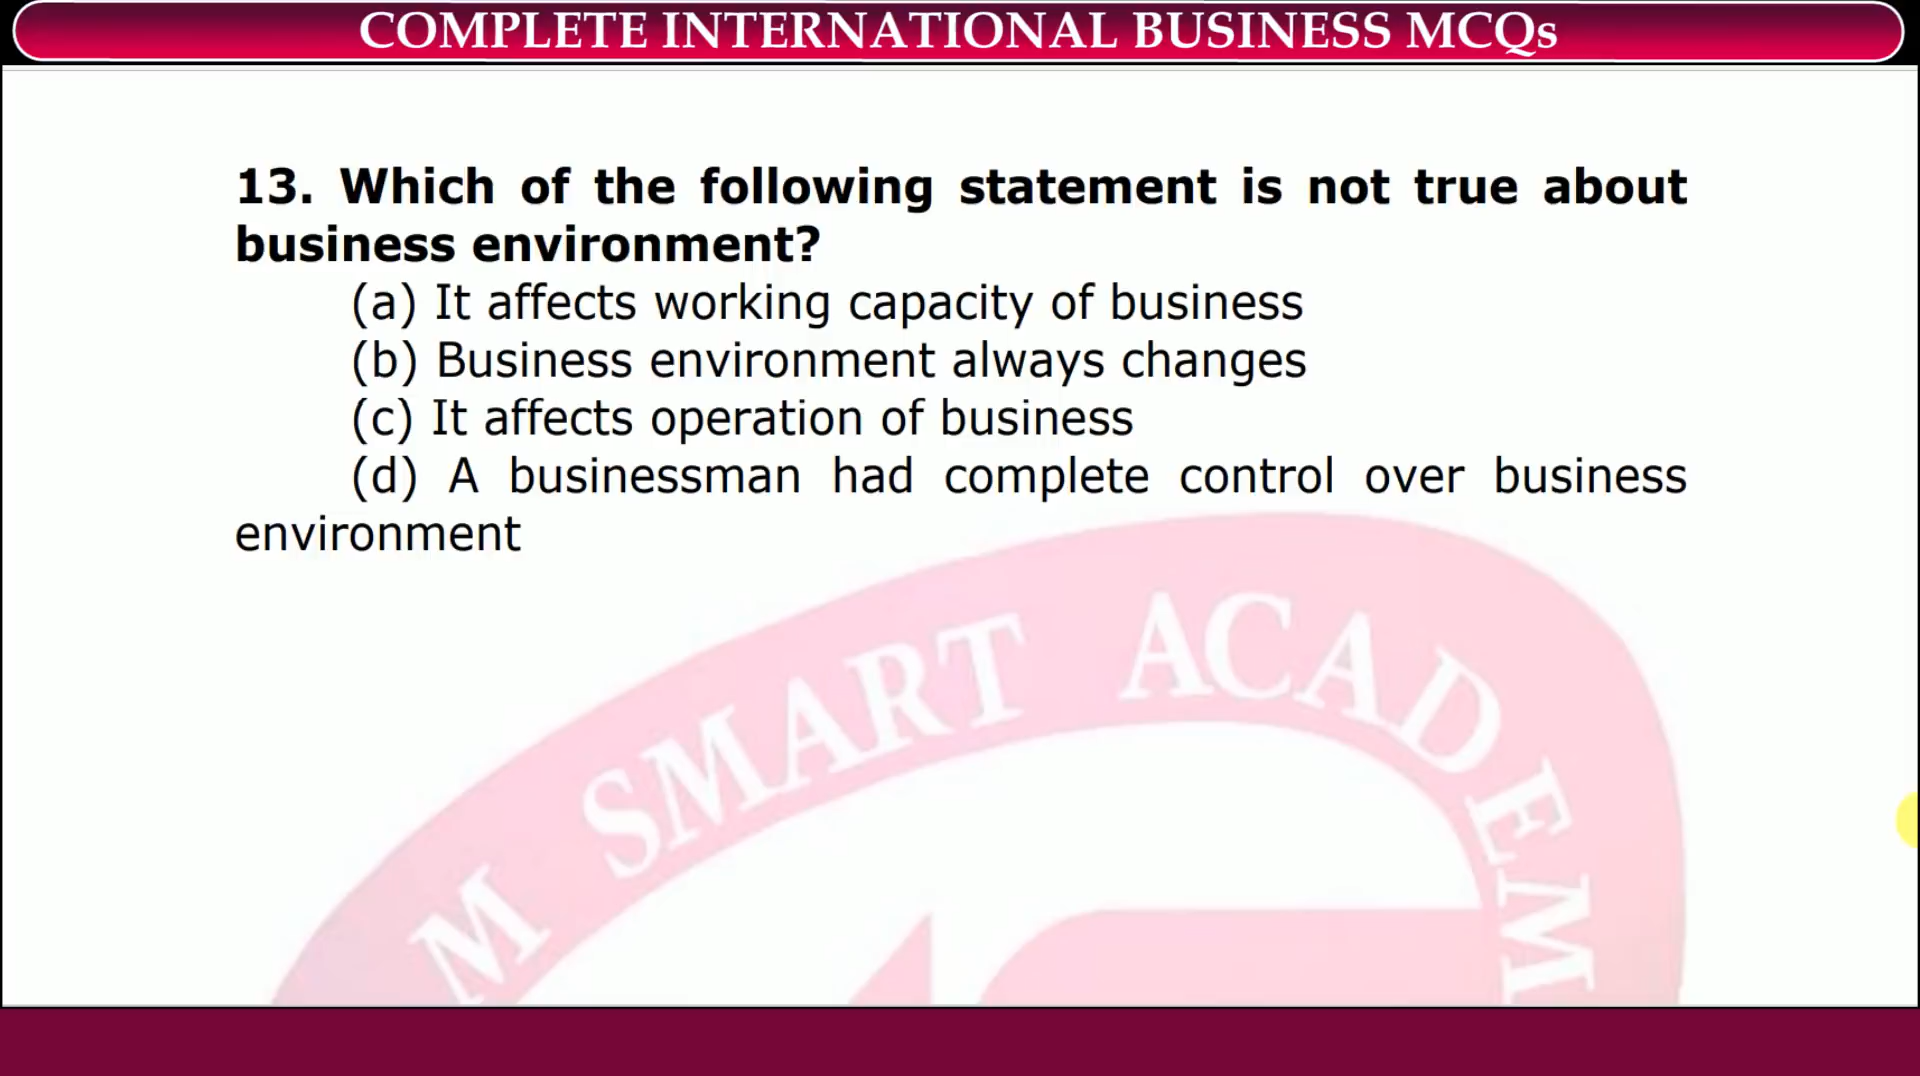 COMPLETE INTERNATIONAL BUSINESS MCQs
13. Which of the following statement is not true about
business environment?
(a) It affects working capacity of business
(b) Business environment always changes
(c) It affects operation of business
(d) A businessman had complete control over business
environment
M SMART ACADEM